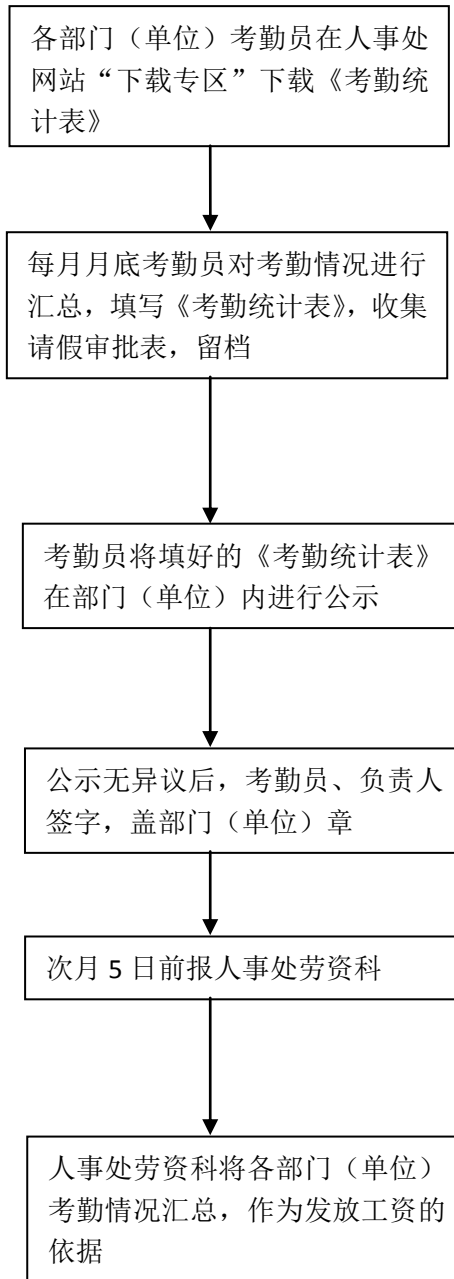 各部门（单位）考勤员在人事处
网站“下载专区”下载《考勤统
计表》
每月月底考勤员对考勤情况进行
汇总，填写《考勤统计表》，收集
请假审批表，留档
考勤员将填好的《考勤统计表》
在部门（单位）内进行公示
公示无异议后，考勤员、负责人
签字，盖部门（单位）章
次月 5 日前报人事处劳资科
人事处劳资科将各部门（单位）
考勤情况汇总，作为发放工资的
依据